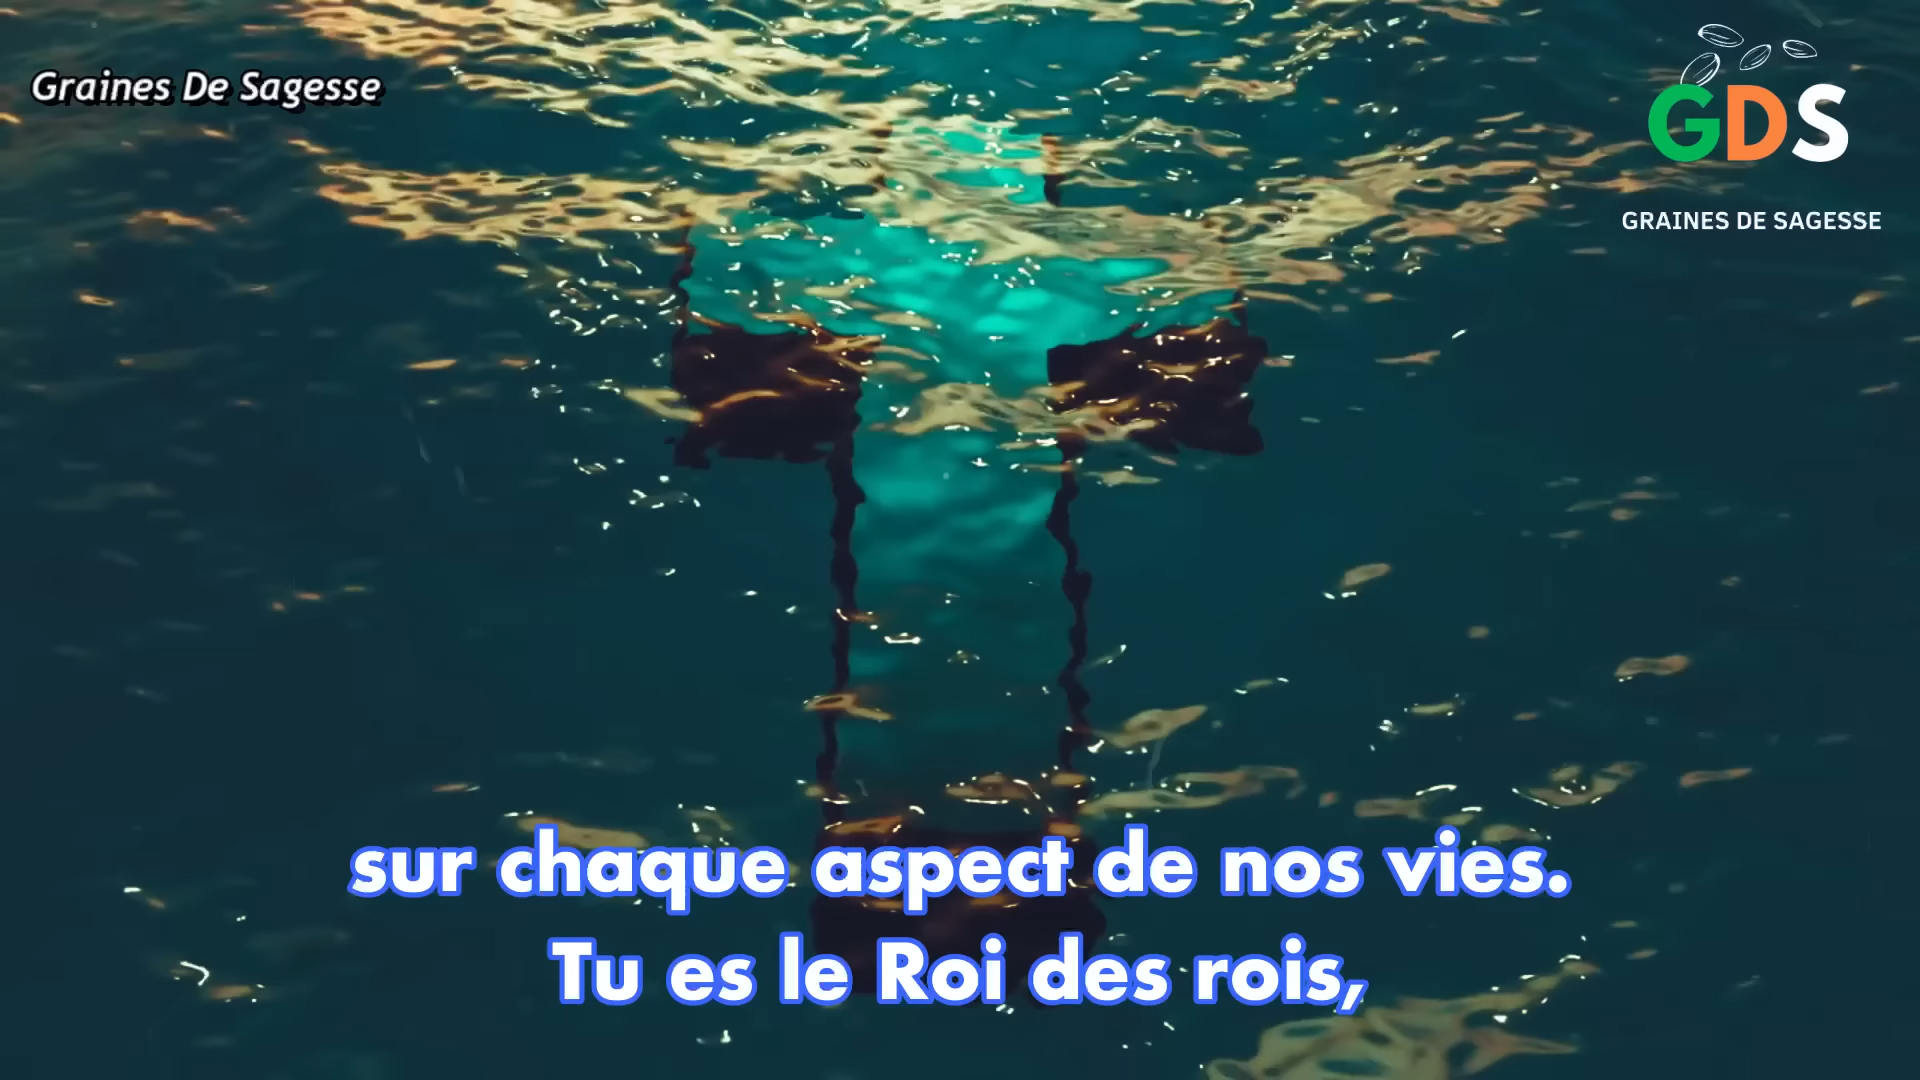 Graines De Sagesse
GDS
GRAINES DE SAGESSE
sur chaque aspect de nos vies.
Tu es le Roi des rois,